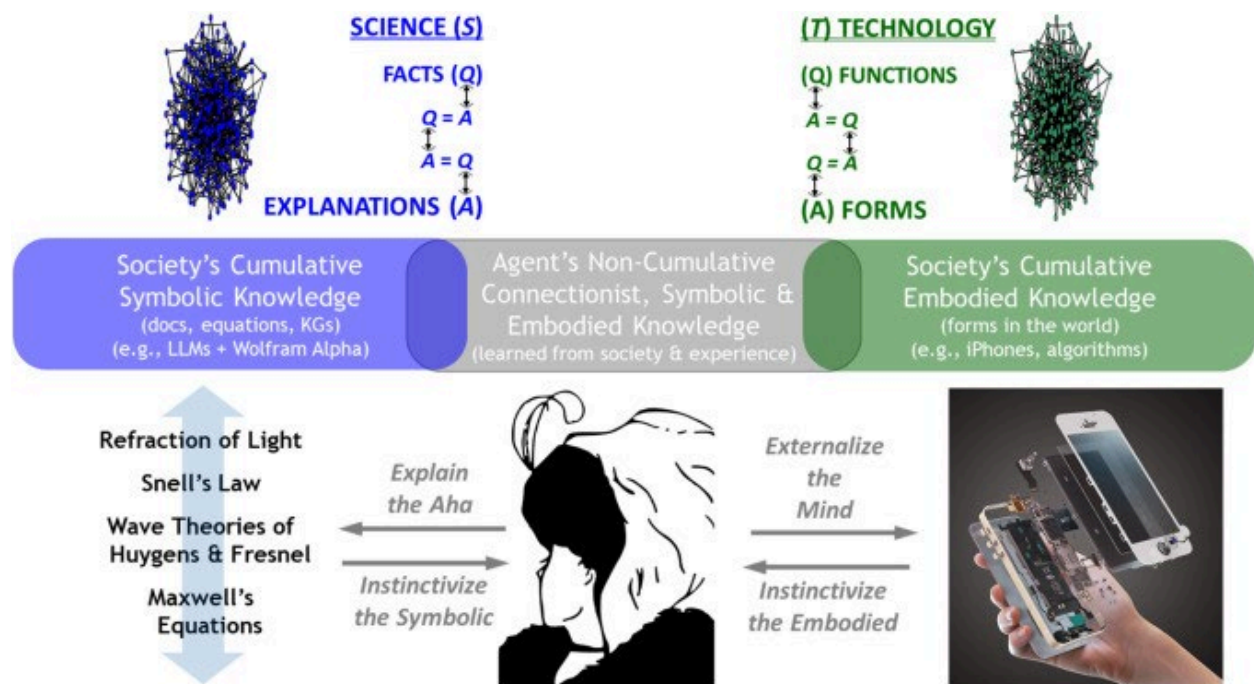 SCIENCE (S)
FACTS (Q)
Q = A
A = Q
EXPLANATIONS (A)
(T) TECHNOLOGY
(Q) FUNCTIONS
A = Q
Q = A
(A) FORMS
Society's Cumulative
Symbolic Knowledge
(docs, equations, KGs)
(e.g., LLMs + Wolfram Alpha)
Agent's Non-Cumulative
Connectionist, Symbolic &
Embodied Knowledge
(learned from society & experience)
Society's Cumulative
Embodied Knowledge
(forms in the world)
(e.g., iPhones, algorithms)
Refraction of Light
Snell's Law
Wave Theories of
Huygens & Fresnel
Maxwell's
Equations
Explain
the Aha
Instinctivize
the Symbolic
Externalize
the
Mind
Instinctivize
the Embodied